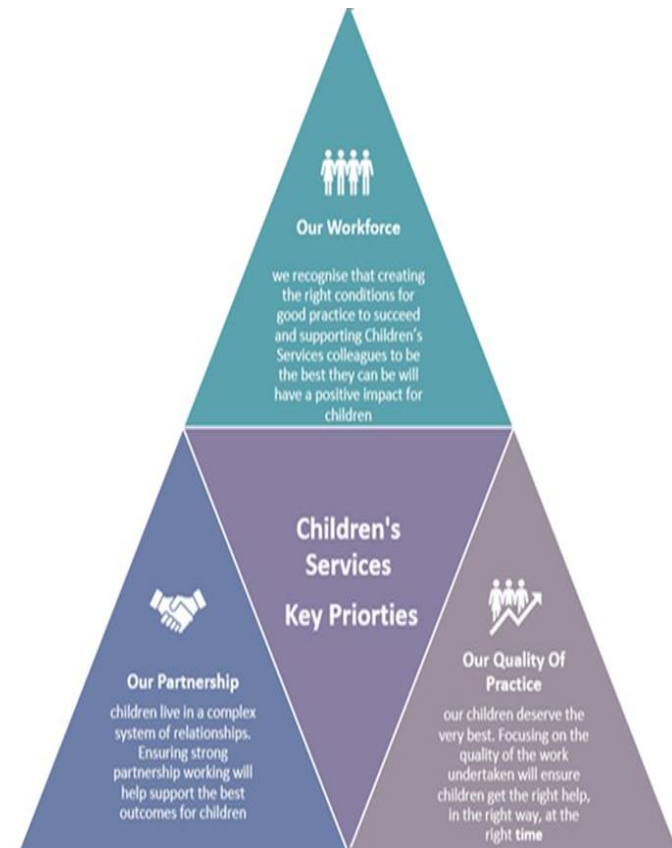 Our Workforce
we recognise that creating
the right conditions for
good practice to succeed
and supporting Children's
Services colleagues to be
the best they can be will
have a positive impact for
children
Children's
Services
Key Priorties
Our Partnership
children live in a complex
system of relationships.
Ensuring strong
partnership working will
help support the best
outcomes for children
Our Quality Of
Practice
our children deserve the
very best. Focusing on the
quality of the work
undertaken will ensure
children get the right help,
in the right way, at the
right time